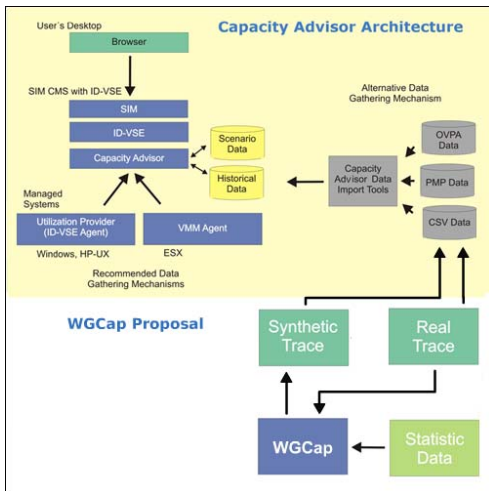 User´s Desktop
Capacity Advisor Architecture
Browser
SIM CMS with ID-VSE
SIM
ID-VSE
Capacity Advisor
Scenario
Data
Historical
Data
Alternative Data
Gathering Mechanism
OVPA
Data
Capacity
Advisor Data
Import Tools
PMP Data
CSV Data
Managed
Systems
Utilization Provider
(ID-VSE Agent)
VMM Agent
Windows, HP-UX
ESX
Recommended Data
Gathering Mechanisms
WGCap Proposal
Synthetic
Trace
Real
Trace
WGCap
Statistic
Data